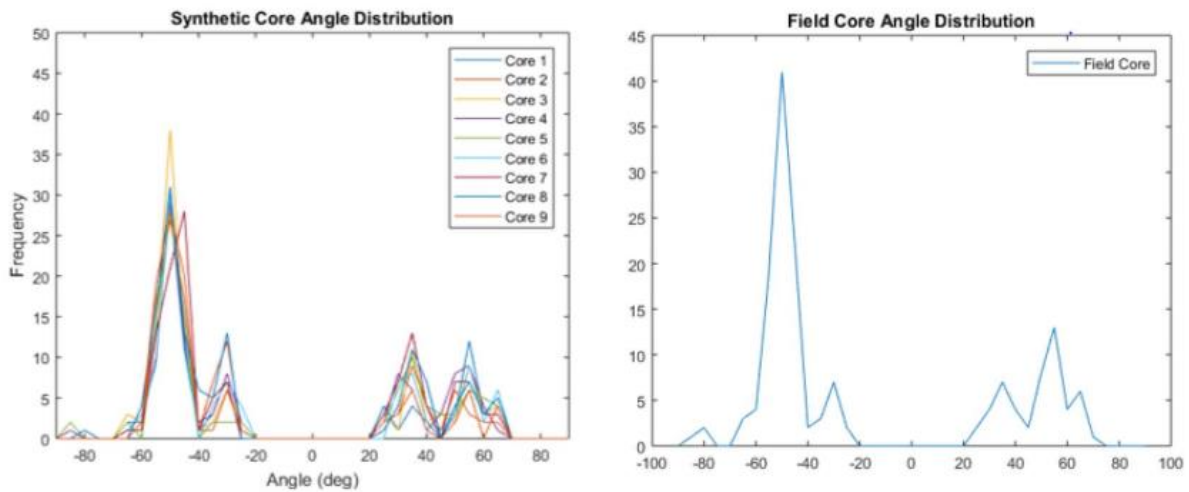 Synthetic Core Angle Distribution
50
45
40
35
30
25
20
15
10
5
0
Frequency
-80 -60 -40 -20 0 20 40 60 80
Angle (deg)
Core 1
Core 2
Core 3
Core 4
Core 5
Core 6
Core 7
Core 8
Core 9
Field Core Angle Distribution
45
40
35
30
25
20
15
10
5
0
-100 -80 -60 -40 -20 0 20 40 60 80 100
Field Core